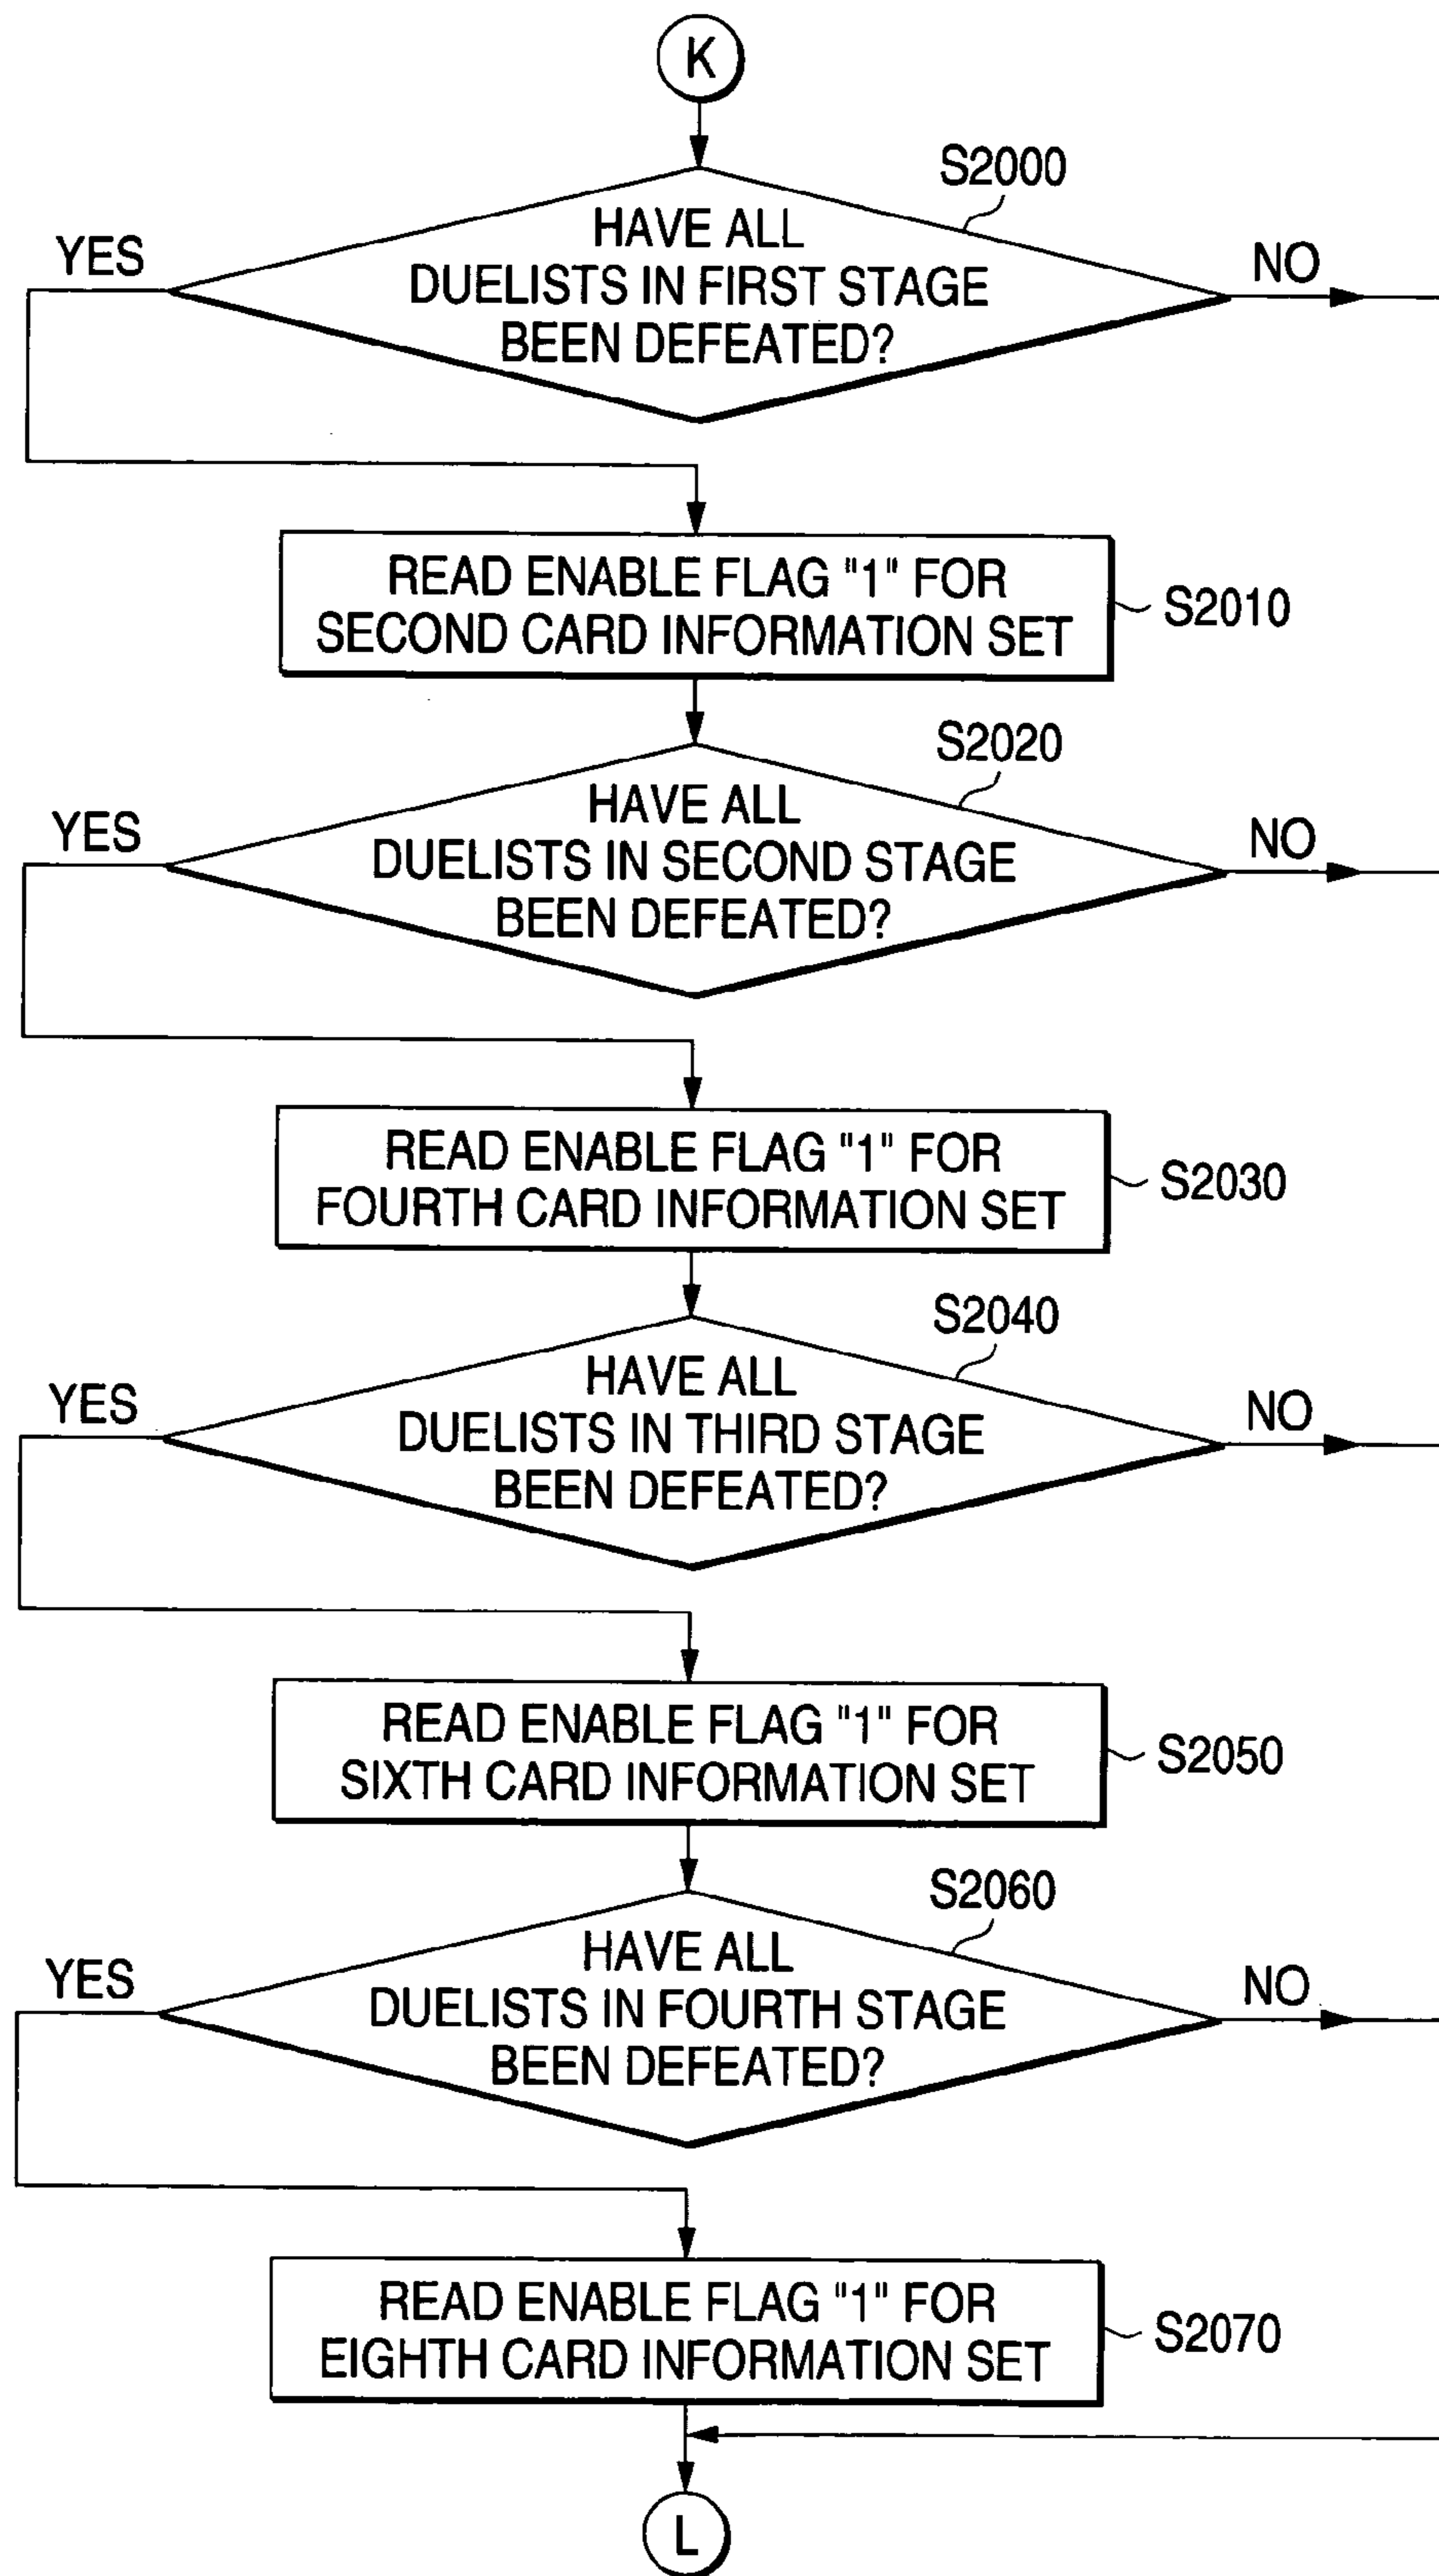 K
S2000
HAVE ALL
YES
NO
DUELISTS IN FIRST STAGE
BEEN DEFEATED?
READ ENABLE FLAG "1" FOR
SECOND CARD INFORMATION SET
S2010
S2020
HAVE ALL
YES
NO
DUELISTS IN SECOND STAGE
BEEN DEFEATED?
READ ENABLE FLAG "1" FOR
FOURTH CARD INFORMATION SET
S2030
S2040
HAVE ALL
YES
NO
DUELISTS IN THIRD STAGE
BEEN DEFEATED?
READ ENABLE FLAG "1" FOR
SIXTH CARD INFORMATION SET
S2050
S2060
HAVE ALL
YES
NO
DUELISTS IN FOURTH STAGE
BEEN DEFEATED?
READ ENABLE FLAG "1" FOR
EIGHTH CARD INFORMATION SET
S2070
L